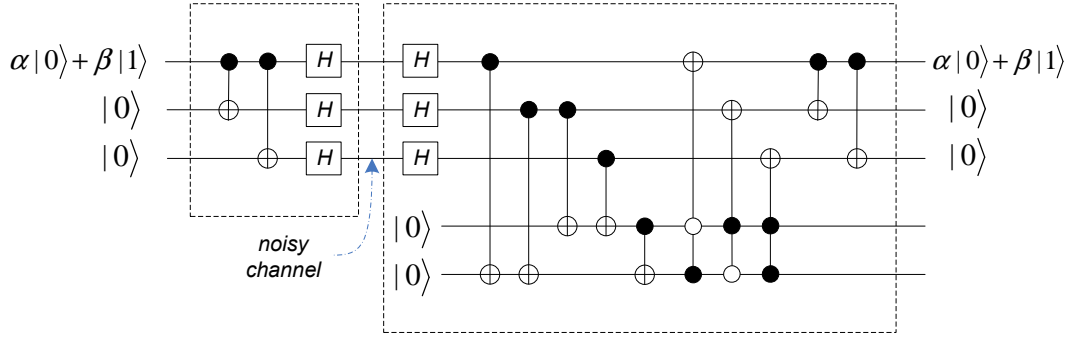 α|0⟩+β|1⟩ H H α|0⟩+β|1⟩
|0⟩ H H |0⟩
|0⟩ H H |0⟩
|0⟩
noisy
channel
|0⟩